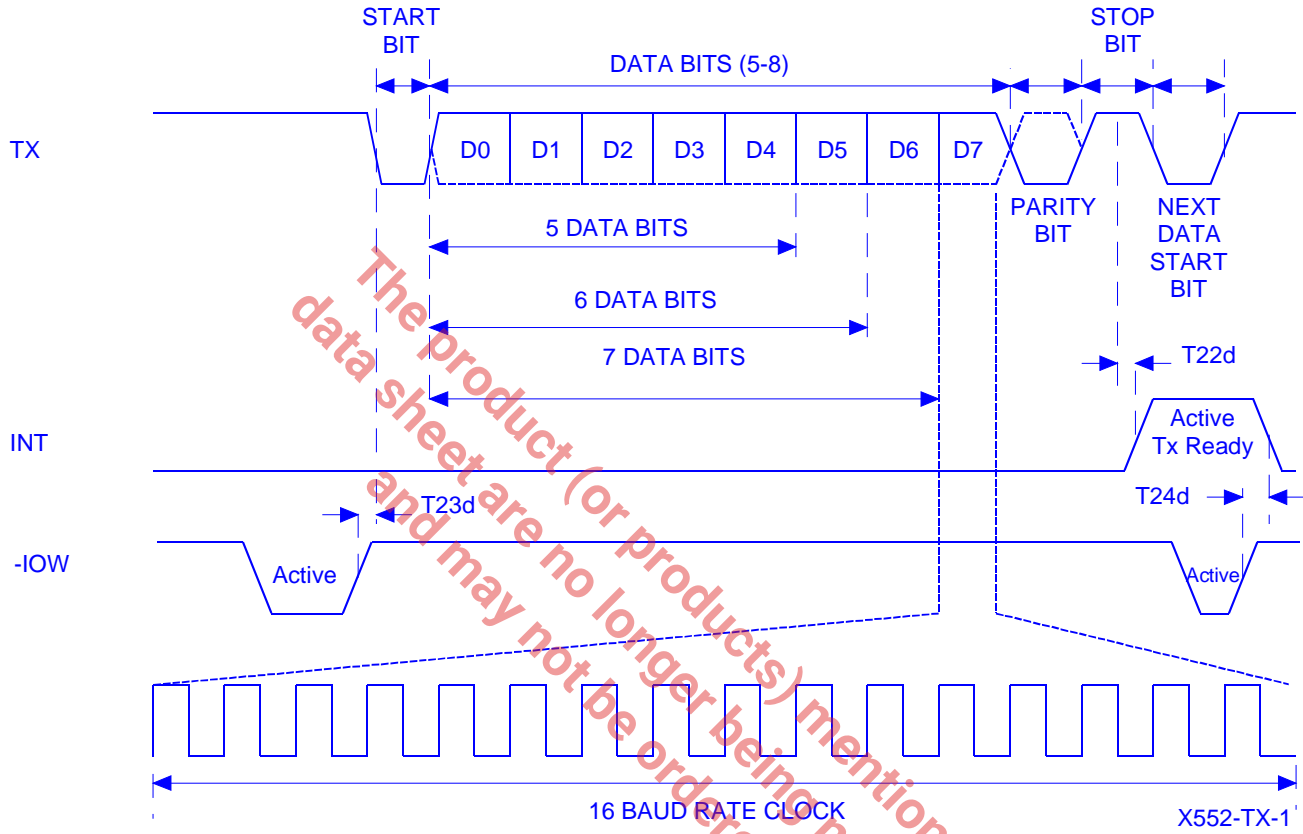 START
BIT
STOP
BIT
DATA BITS (5-8)
TX
D0 D1 D2 D3 D4 D5 D6 D7
PARITY
BIT
NEXT
DATA
START
BIT
5 DATA BITS
6 DATA BITS
7 DATA BITS
T22d
INT
Active
Tx Ready
T23d
T24d
-IOW
Active
Active
16 BAUD RATE CLOCK
X552-TX-1
The product (or products) mention
data sheet are no longer being
and may not be ordere